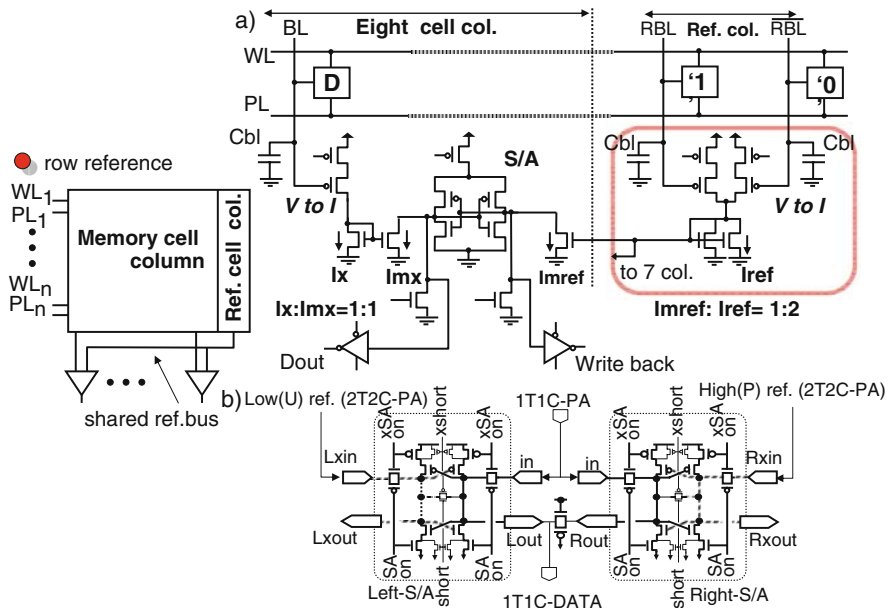 a)
BL
Eight cell col.
RBL
Ref. col.
RBL
WL
D
'1'
'0'
PL
Cbl
S/A
Cbl
Cbl
row reference
V to I
V to I
WL1
PL1
Memory cell column
Ref. cell col.
WLn
PLn
Ix
Imx
Imref
to 7 col.
Iref
Ix:Imx=1:1
Imref: Iref= 1:2
Dout
Write back
shared ref.bus
b)
Low(U) ref. (2T2C-PA)
1T1C-PA
High(P) ref. (2T2C-PA)
xSA on
xshort
xSA on
xSA on
xshort
xSA on
Lxin
in
in
Rxin
Lxout
Lout
Rout
Rxout
SA on
short
SA on
SA on
short
SA on
Left-S/A
1T1C-DATA
Right-S/A